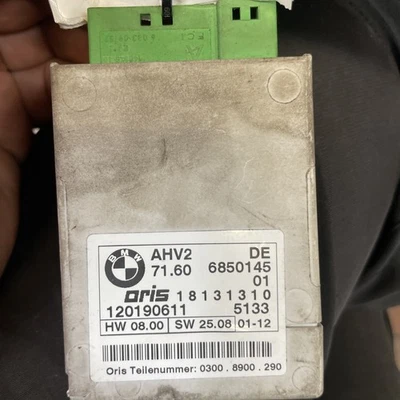 BMW
AHV2 DE
71.60 6850145
01
oris 18131310
120190611 5133
HW 08.00 SW 25.08 01-12
Oris Teilenummer: 0300.8900.290